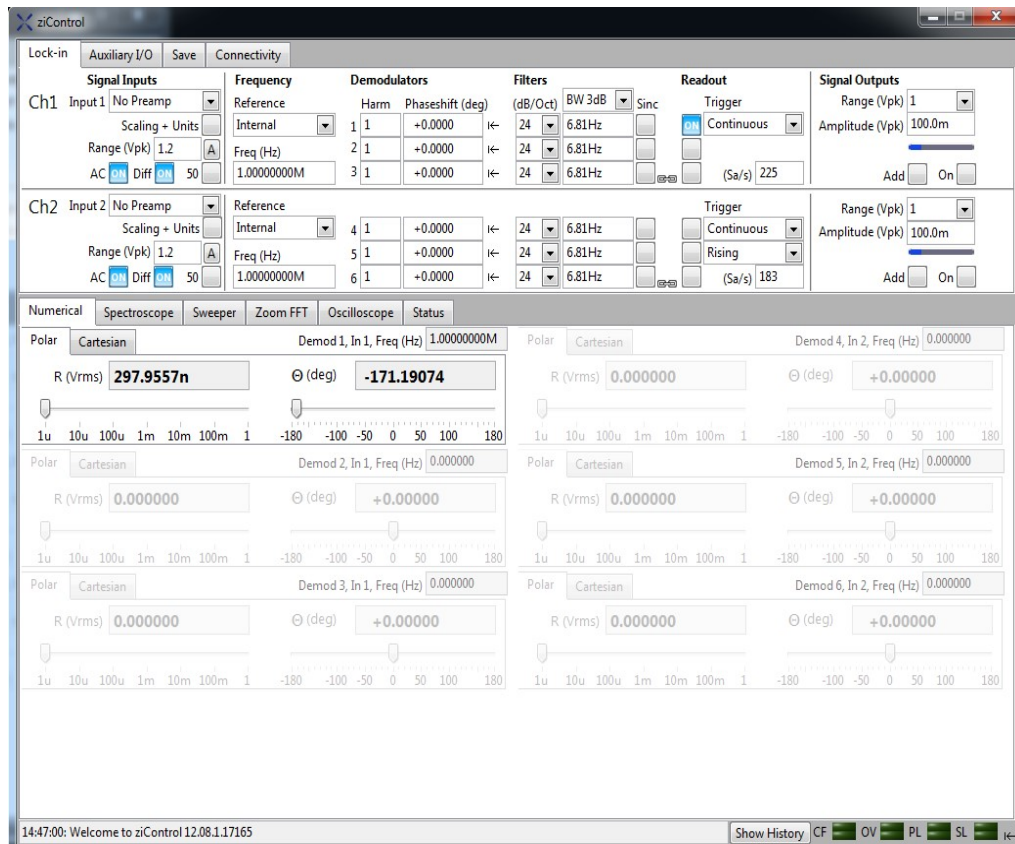 ziControl
Lock-in Auxiliary I/O Save Connectivity
Signal Inputs Frequency Demodulators Filters Readout Signal Outputs
Ch1 Input 1 No Preamp Reference Harm Phaseshift (deg) (dB/Oct) BW 3dB Sinc Trigger Range (Vpk) 1
Scaling + Units Internal 1 1 +0.0000 24 6.81Hz ON Continuous Amplitude (Vpk) 100.0m
Range (Vpk) 1.2 A Freq (Hz) 2 1 +0.0000 24 6.81Hz
AC ON Diff ON 50 1.00000000M 3 1 +0.0000 24 6.81Hz (Sa/s) 225 Add On
Ch2 Input 2 No Preamp Reference Trigger Range (Vpk) 1
Scaling + Units Internal 4 1 +0.0000 24 6.81Hz Continuous Amplitude (Vpk) 100.0m
Range (Vpk) 1.2 A Freq (Hz) 5 1 +0.0000 24 6.81Hz Rising
AC ON Diff ON 50 1.00000000M 6 1 +0.0000 24 6.81Hz (Sa/s) 183 Add On
Numerical Spectroscope Sweeper Zoom FFT Oscilloscope Status
Polar Cartesian Demod 1, In 1, Freq (Hz) 1.00000000M Polar Cartesian Demod 4, In 2, Freq (Hz) 0.000000
R (Vrms) 297.9557n Θ (deg) -171.19074 R (Vrms) 0.000000 Θ (deg) +0.00000
1u 10u 100u 1m 10m 100m 1 -180 -100 -50 0 50 100 180 1u 10u 100u 1m 10m 100m 1 -180 -100 -50 0 50 100 180
Polar Cartesian Demod 2, In 1, Freq (Hz) 0.000000 Polar Cartesian Demod 5, In 2, Freq (Hz) 0.000000
R (Vrms) 0.000000 Θ (deg) +0.00000 R (Vrms) 0.000000 Θ (deg) +0.00000
1u 10u 100u 1m 10m 100m 1 -180 -100 -50 0 50 100 180 1u 10u 100u 1m 10m 100m 1 -180 -100 -50 0 50 100 180
Polar Cartesian Demod 3, In 1, Freq (Hz) 0.000000 Polar Cartesian Demod 6, In 2, Freq (Hz) 0.000000
R (Vrms) 0.000000 Θ (deg) +0.00000 R (Vrms) 0.000000 Θ (deg) +0.00000
1u 10u 100u 1m 10m 100m 1 -180 -100 -50 0 50 100 180 1u 10u 100u 1m 10m 100m 1 -180 -100 -50 0 50 100 180
14:47:00: Welcome to ziControl 12.08.1.17165 Show History CF OV PL SL